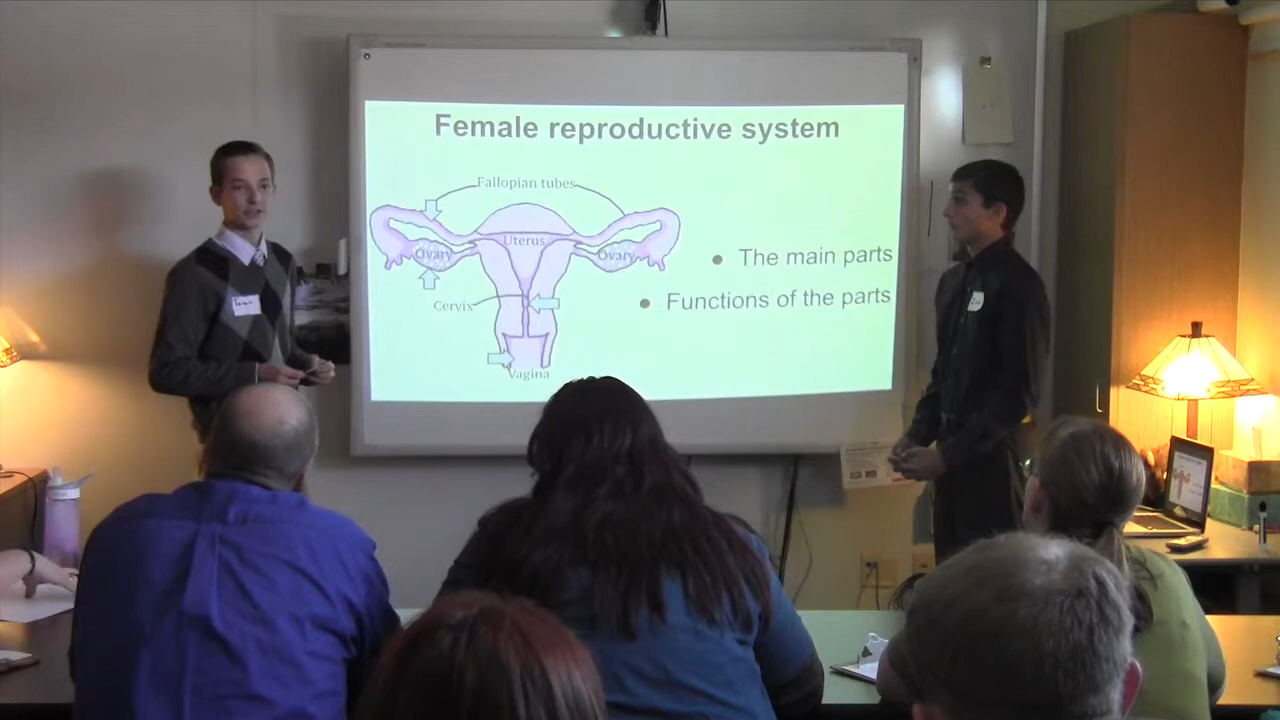 Female reproductive system
Fallopian tubes
Ovary
Uterus
Ovary
Cervix
Vagina
● The main parts
● Functions of the parts